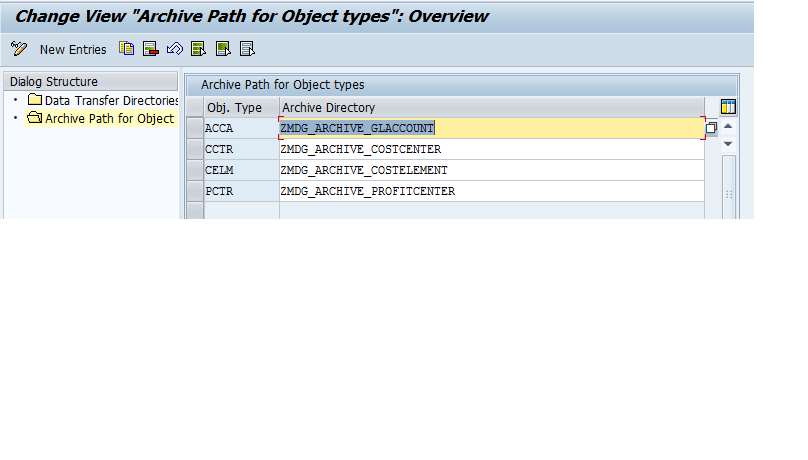 Change View "Archive Path for Object types": Overview
New Entries
Dialog Structure
Data Transfer Directories
Archive Path for Object
Archive Path for Object types
Obj. Type Archive Directory
ACCA ZMDG_ARCHIVE_GLACCOUNT
CCTR ZMDG_ARCHIVE_COSTCENTER
CELM ZMDG_ARCHIVE_COSTELEMENT
PCTR ZMDG_ARCHIVE_PROFITCENTER